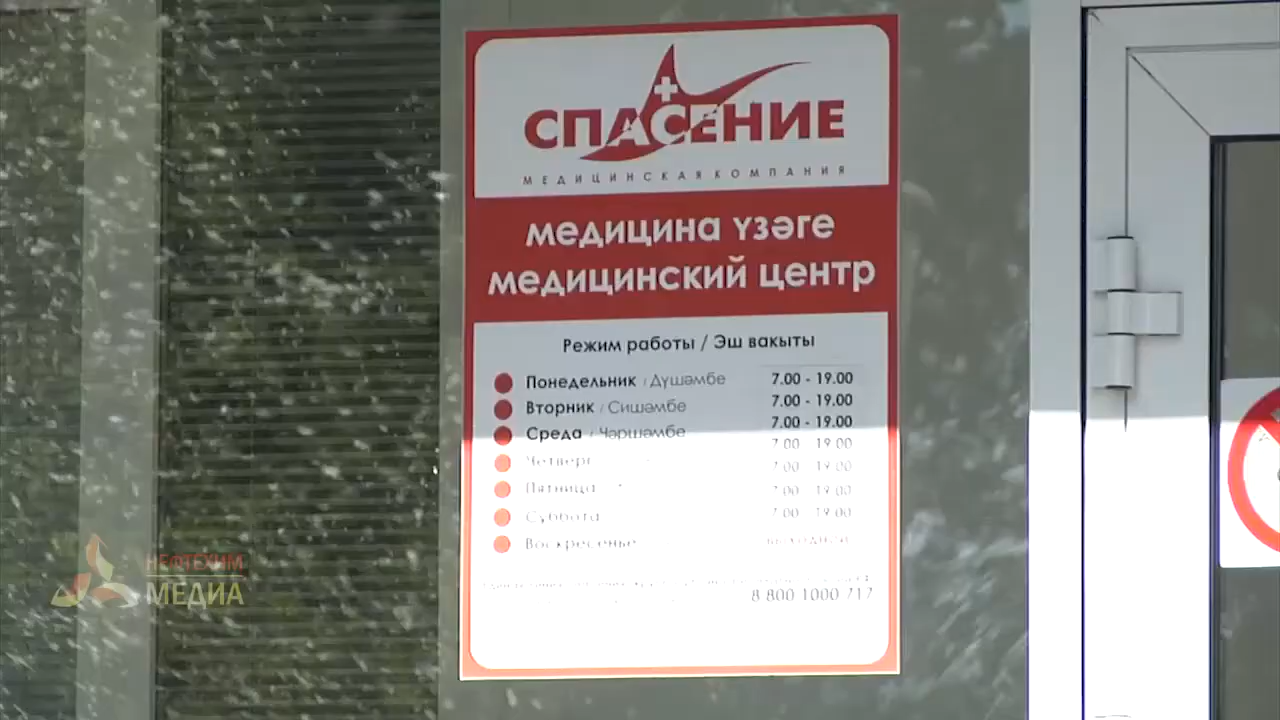 СПАСЕНИЕ
МЕДИЦИНСКАЯ КОМПАНИЯ
медицина үзәге
медицинский центр
Режим работы / Эш вакыты
Понедельник / Дүшәмбе 7.00 - 19.00
Вторник / Сишәмбе 7.00 - 19.00
Среда / Чәршәмбе 7.00 - 19.00
Четверг 7.00 - 19.00
Пятница 7.00 - 19.00
Суббота 7.00 - 19.00
Воскресенье выходной
8 800 1000 717
НЕФТЕХИМ
МЕДИА